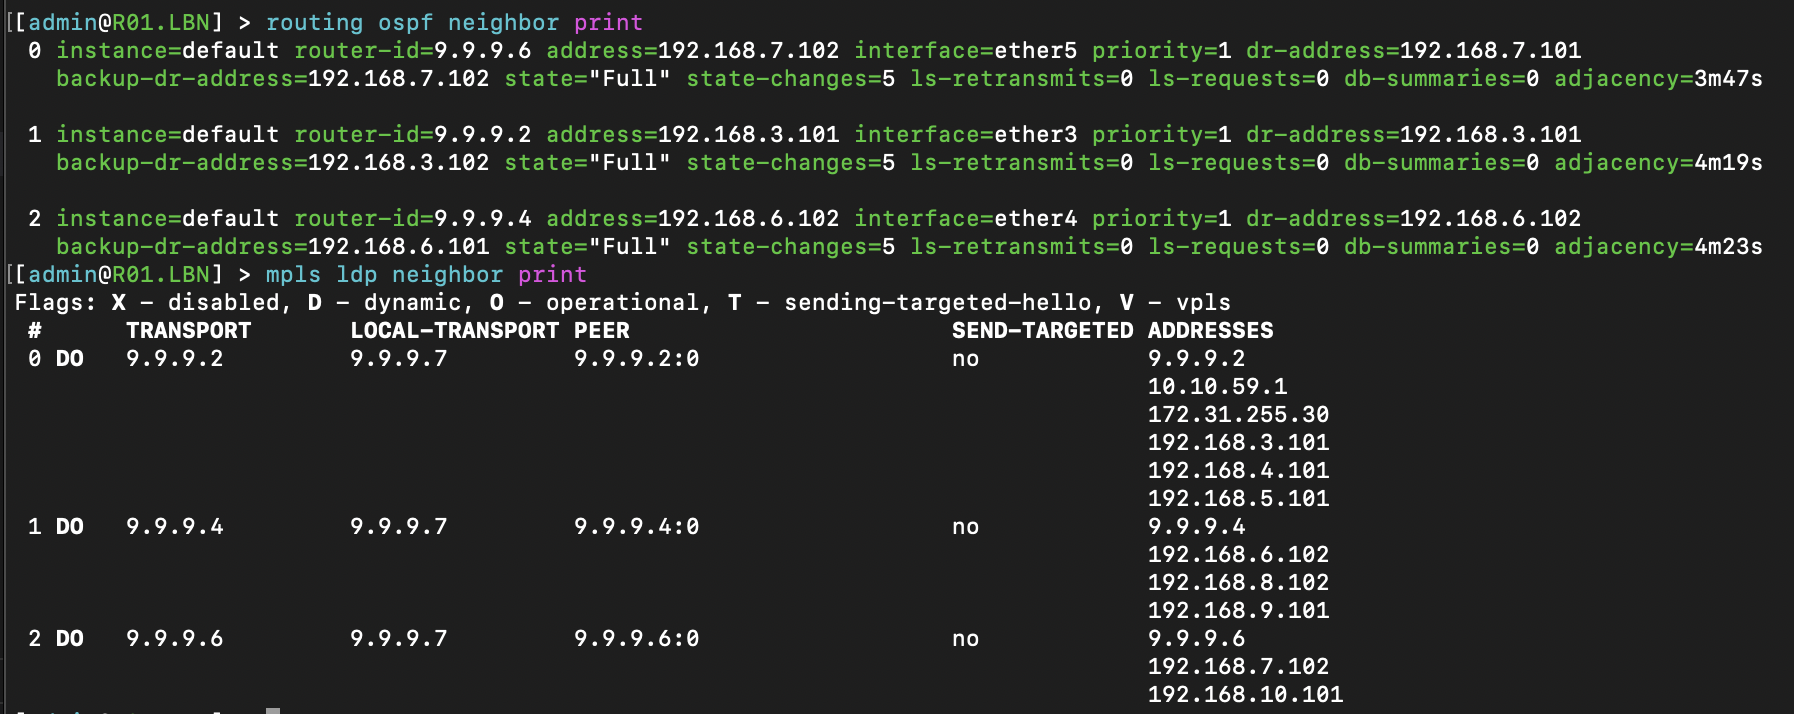 [[admin@R01.LBN] > routing ospf neighbor print
0 instance=default router-id=9.9.9.6 address=192.168.7.102 interface=ether5 priority=1 dr-address=192.168.7.101
backup-dr-address=192.168.7.102 state="Full" state-changes=5 ls-retransmits=0 ls-requests=0 db-summaries=0 adjacency=3m47s
1 instance=default router-id=9.9.9.2 address=192.168.3.101 interface=ether3 priority=1 dr-address=192.168.3.101
backup-dr-address=192.168.3.102 state="Full" state-changes=5 ls-retransmits=0 ls-requests=0 db-summaries=0 adjacency=4m19s
2 instance=default router-id=9.9.9.4 address=192.168.6.102 interface=ether4 priority=1 dr-address=192.168.6.102
backup-dr-address=192.168.6.101 state="Full" state-changes=5 ls-retransmits=0 ls-requests=0 db-summaries=0 adjacency=4m23s
[[admin@R01.LBN] > mpls ldp neighbor print
Flags: X - disabled, D - dynamic, O - operational, T - sending-targeted-hello, V - vpls
# TRANSPORT LOCAL-TRANSPORT PEER SEND-TARGETED ADDRESSES
0 DO 9.9.9.2 9.9.9.7 9.9.9.2:0 no 9.9.9.2
10.10.59.1
172.31.255.30
192.168.3.101
192.168.4.101
192.168.5.101
1 DO 9.9.9.4 9.9.9.7 9.9.9.4:0 no 9.9.9.4
192.168.6.102
192.168.8.102
192.168.9.101
2 DO 9.9.9.6 9.9.9.7 9.9.9.6:0 no 9.9.9.6
192.168.7.102
192.168.10.101